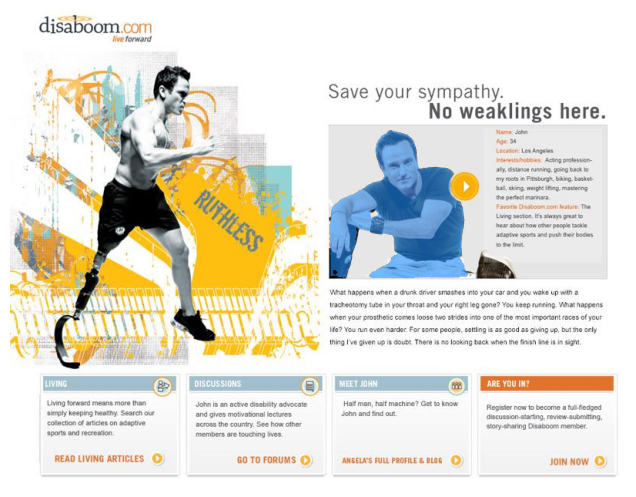 disaboom.com
live forward
Save your sympathy.
No weaklings here.
RUTHLESS
Name: John
Age: 34
Location: Los Angeles
Interests/hobbies: Acting profession-
ally, distance running, going back to
my roots in Pittsburgh, biking, basket-
ball, skiing, weight lifting, mastering
the perfect marinara.
Favorite Disaboom.com feature: The
Living section. It's always great to
hear about how other people tackle
adaptive sports and push their bodies
to the limit.
What happens when a drunk driver smashes into your car and you wake up with a
tracheotomy tube in your throat and your right leg gone? You keep running. What happens
when your prosthetic comes loose two strides into one of the most important races of your
life? You run even harder. For some people, settling is as good as giving up, but the only
thing I've given up is doubt. There is no looking back when the finish line is in sight.
LIVING
Living forward means more than
simply keeping healthy. Search our
collection of articles on adaptive
sports and recreation.
READ LIVING ARTICLES
DISCUSSIONS
John is an active disability advocate
and gives motivational lectures
across the country. See how other
members are touching lives.
GO TO FORUMS
MEET JOHN
Half man, half machine? Get to know
John and find out.
ANGELA'S FULL PROFILE & BLOG
ARE YOU IN?
Register now to become a full-fledged
discussion-starting, review-submitting,
story-sharing Disaboom member.
JOIN NOW